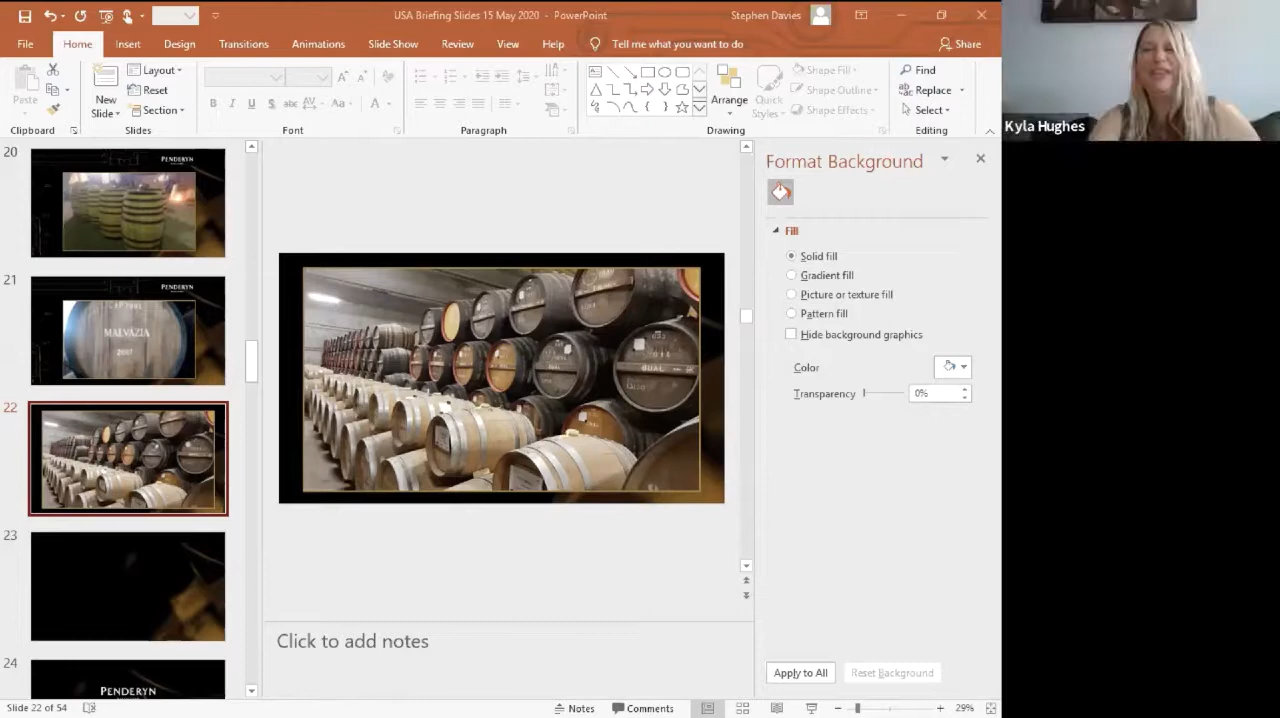 USA Briefing Slides 15 May 2020 - PowerPoint
Stephen Davies
File Home Insert Design Transitions Animations Slide Show Review View Help Tell me what you want to do Share
Paste
New
Slide
Layout
Reset
Section
Arrange
Quick
Styles
Shape Fill
Shape Outline
Shape Effects
Find
Replace
Select
Clipboard Slides Font Paragraph Drawing Editing
Kyla Hughes
20
PENDERYN
21
PENDERYN
MALVAZIA
22
23
24
PENDERYN
DUAL
Click to add notes
Format Background
Fill
Solid fill
Gradient fill
Picture or texture fill
Pattern fill
Hide background graphics
Color
Transparency 0%
Apply to All Reset Background
Slide 22 of 54 Notes Comments 29%